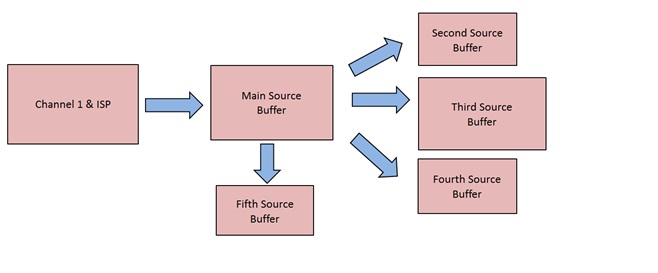 Channel 1 & ISP
Main Source
Buffer
Second Source
Buffer
Third Source
Buffer
Fourth Source
Buffer
Fifth Source
Buffer